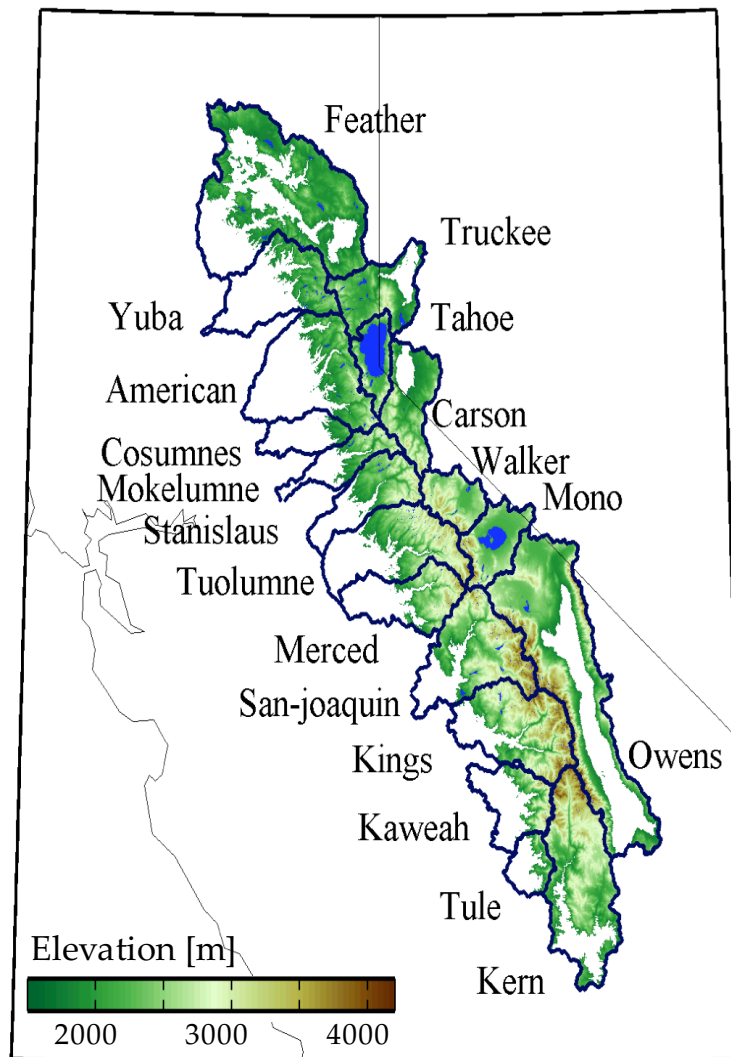 Feather
Truckee
Yuba
Tahoe
American
Carson
Cosumnes
Walker
Mokelumne
Mono
Stanislaus
Tuolumne
Merced
San-joaquin
Kings
Owens
Kaweah
Tule
Elevation [m]
Kern
2000 3000 4000